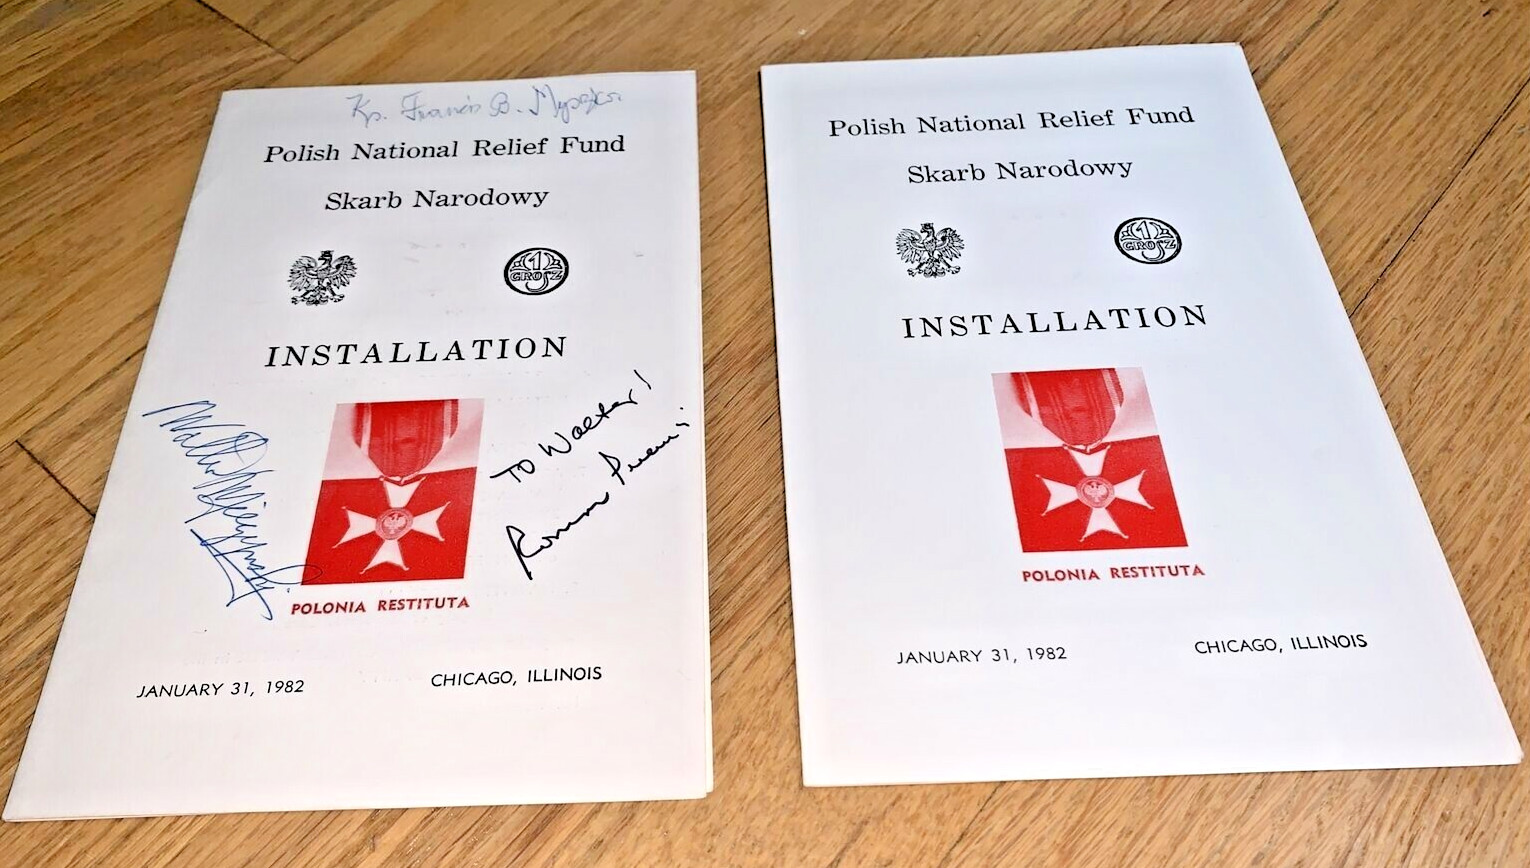 Ks. Francis B.
Polish National Relief Fund
Skarb Narodowy
1
GROSZ
INSTALLATION
TO Walter!
Roman
POLONIA RESTITUTA
JANUARY 31, 1982
CHICAGO, ILLINOIS
Polish National Relief Fund
Skarb Narodowy
1
GROSZ
INSTALLATION
POLONIA RESTITUTA
JANUARY 31, 1982
CHICAGO, ILLINOIS